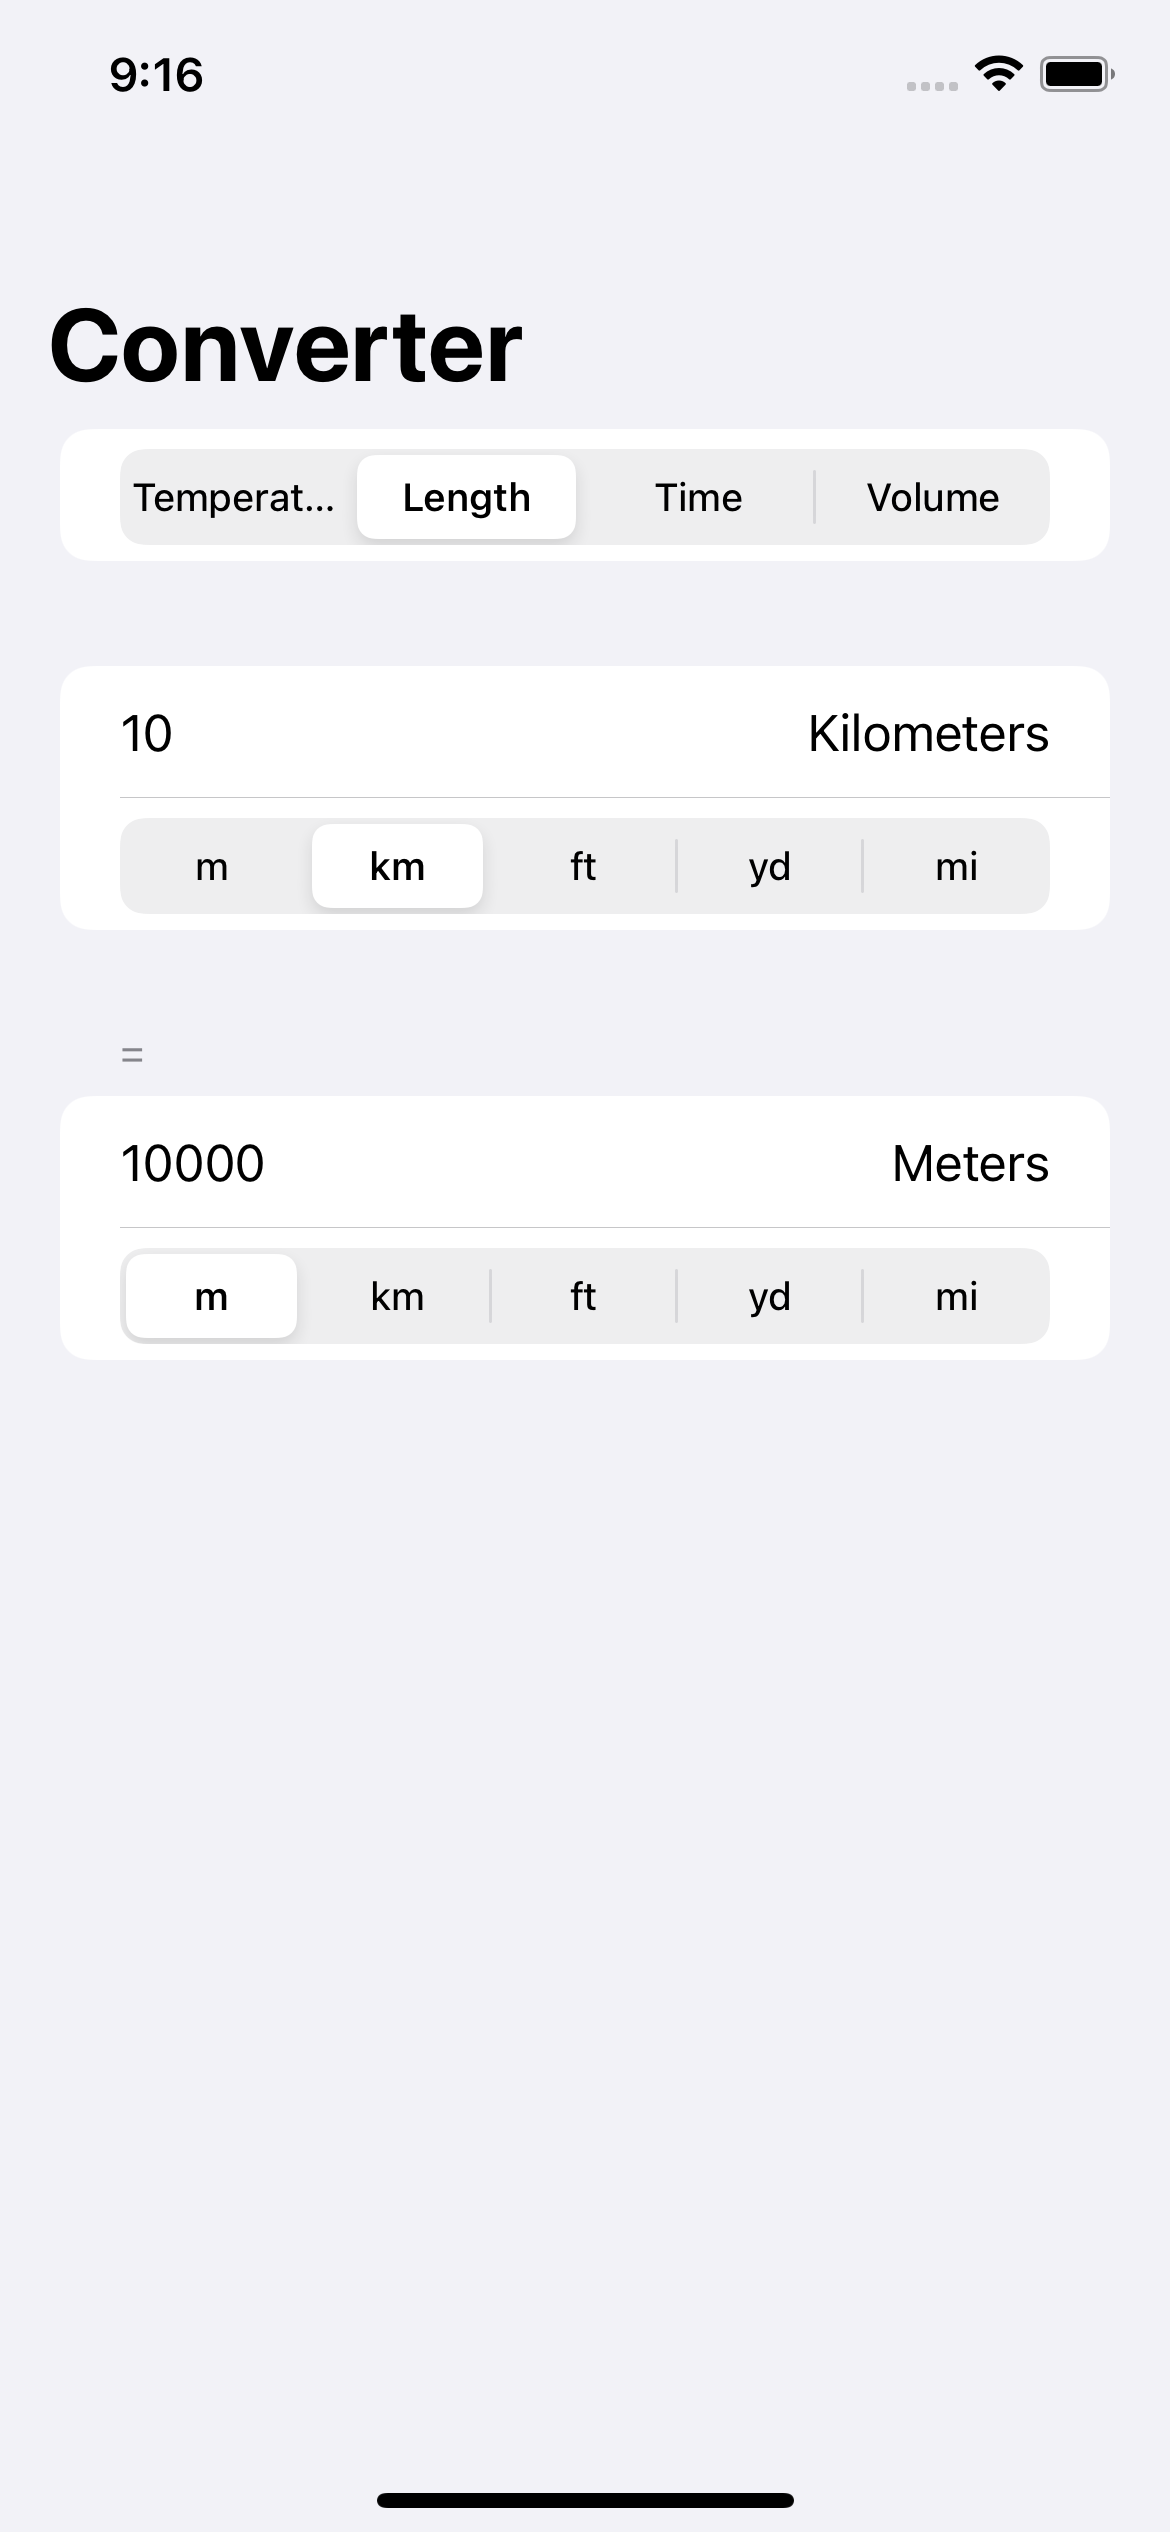 9:16
Converter
Temperat... Length Time Volume
10 Kilometers
m km ft yd mi
=
10000 Meters
m km ft yd mi